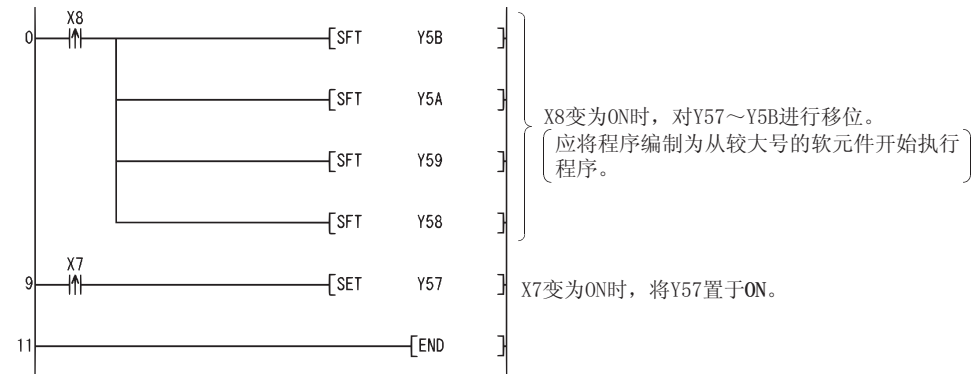 X8
0 [SFT Y5B ]
[SFT Y5A ]
[SFT Y59 ]
[SFT Y58 ]
X8变为ON时，对Y57～Y5B进行移位。
应将程序编制为从较大号的软元件开始执行
程序。
X7
9 [SET Y57 ]
X7变为ON时，将Y57置于ON。
11 [END ]